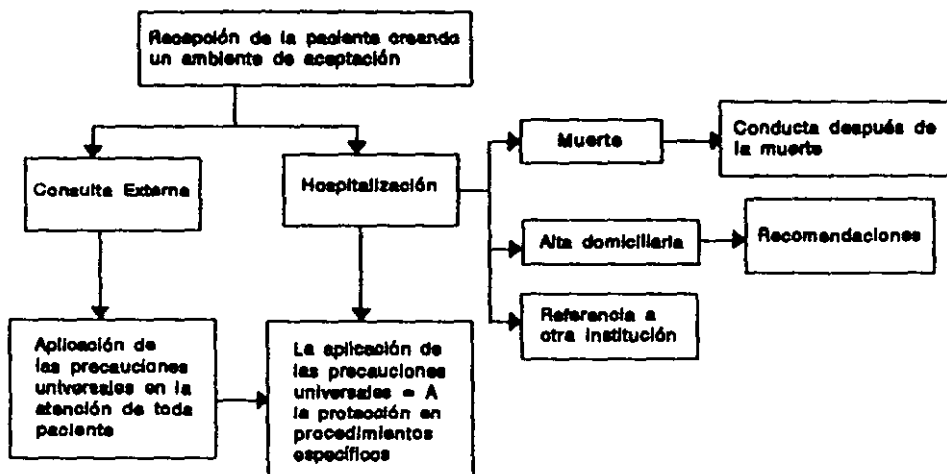 Recepción de la paciente creando
un ambiente de aceptación
Consulta Externa
Hospitalización
Muerte
Conducta después de
la muerte
Alta domiciliaria
Recomendaciones
Referencia a
otra institución
Aplicación de
las precauciones
universales en la
atención de toda
paciente
La aplicación de
las precauciones
universales = A
la protección en
procedimientos
específicos